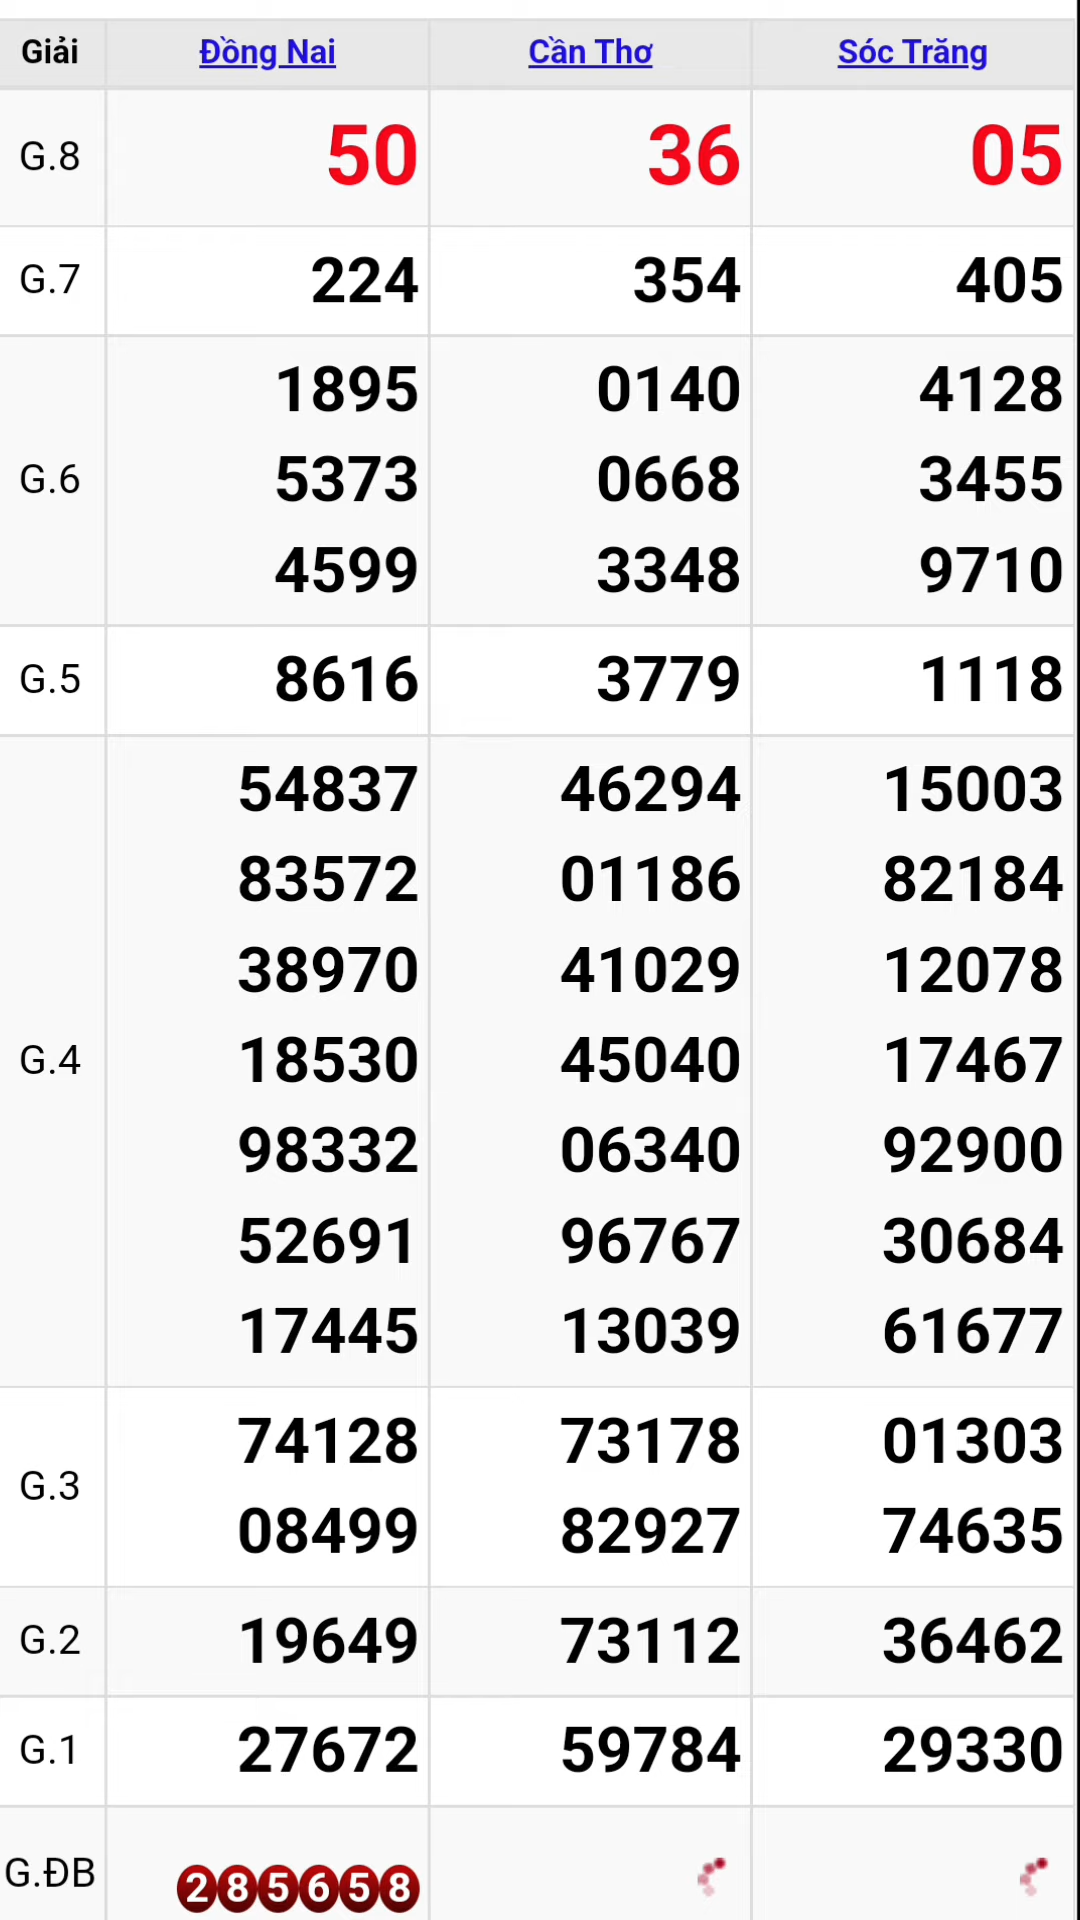 Giải Đồng Nai Cần Thơ Sóc Trăng
G.8 50 36 05
G.7 224 354 405
1895 0140 4128
G.6 5373 0668 3455
4599 3348 9710
G.5 8616 3779 1118
54837 46294 15003
83572 01186 82184
38970 41029 12078
G.4 18530 45040 17467
98332 06340 92900
52691 96767 30684
17445 13039 61677
G.3 74128 73178 01303
08499 82927 74635
G.2 19649 73112 36462
G.1 27672 59784 29330
G.ĐB 285658